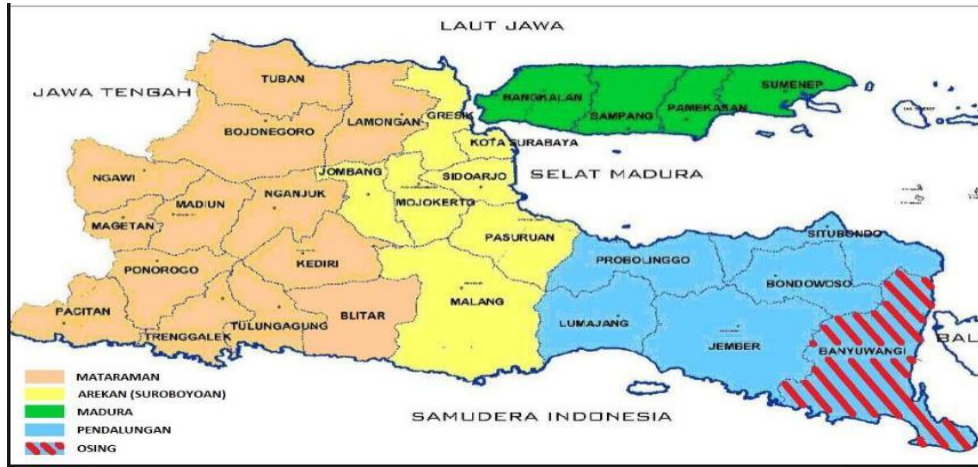 LAUT JAWA
JAWA TENGAH
TUBAN
BOJONEGORO
LAMONGAN
GRESIK
BANGKALAN
SAMPANG
PAMEKASAN
SUMENEP
KOTA SURABAYA
SIDOARJO
SELAT MADURA
NGAWI
MADIUN
MAGETAN
NGANJUK
JOMBANG
MOJOKERTO
PASURUAN
PONOROGO
KEDIRI
PACITAN
TRENGGALEK
TULUNGAGUNG
BLITAR
MALANG
PROBOLINGGO
SITUBONDO
BONDOWOSO
LUMAJANG
JEMBER
BANYUWANGI
BALI
SAMUDERA INDONESIA
MATARAMAN
AREKAN (SUROBOYOAN)
MADURA
PENDALUNGAN
OSING